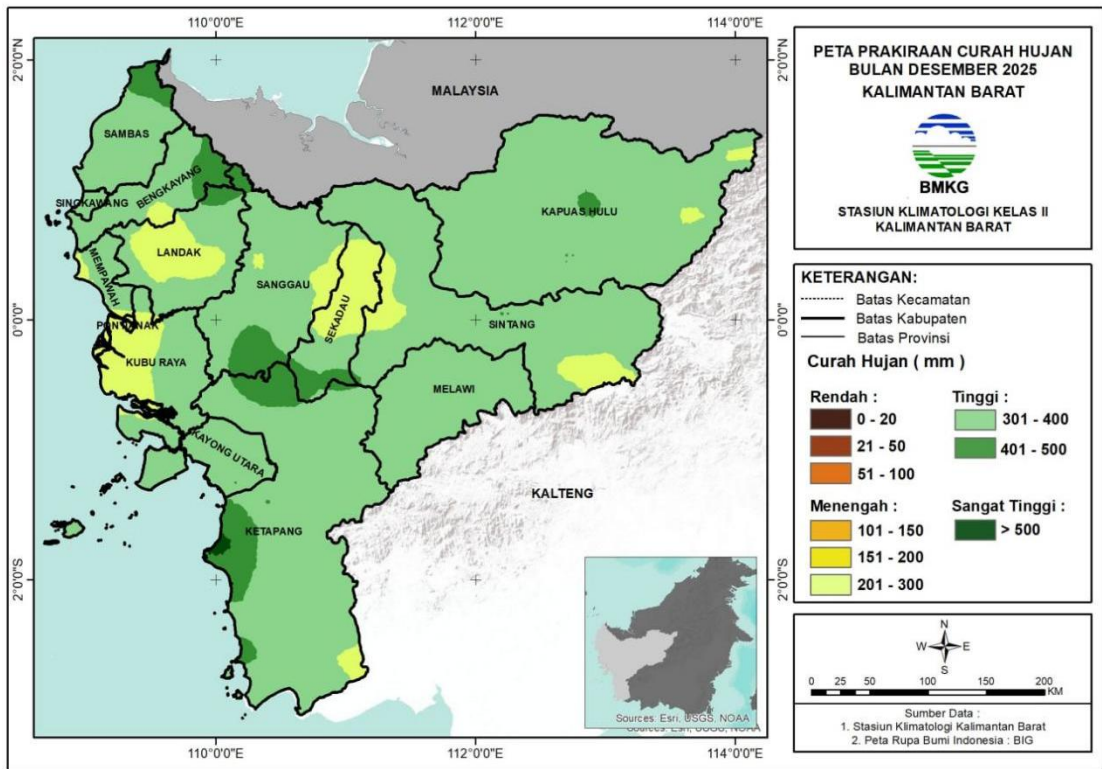 110°0'0"E
112°0'0"E
114°0'0"E
2°0'0"N
2°0'0"N
0°0'0"
0°0'0"
2°0'0"S
2°0'0"S
110°0'0"E
112°0'0"E
114°0'0"E
MALAYSIA
SAMBAS
BENGKAYANG
SINGKAWANG
KAPUAS HULU
LANDAK
MEMPAWAH
SANGGAU
SEKADAU
SINTANG
PONTIANAK
KUBU RAYA
MELAWI
KAYONG UTARA
KALTENG
KETAPANG
Sources: Esri, USGS, NOAA
Sources: Esri, USGS, NOAA
PETA PRAKIRAAN CURAH HUJAN
BULAN DESEMBER 2025
KALIMANTAN BARAT
BMKG
STASIUN KLIMATOLOGI KELAS II
KALIMANTAN BARAT
KETERANGAN:
Batas Kecamatan
Batas Kabupaten
Batas Provinsi
Curah Hujan ( mm )
Rendah :
0 - 20
21 - 50
51 - 100
Menengah :
101 - 150
151 - 200
201 - 300
Tinggi :
301 - 400
401 - 500
Sangat Tinggi :
> 500
N
W E
S
0 25 50 100 150 200
KM
Sumber Data :
1. Stasiun Klimatologi Kalimantan Barat
2. Peta Rupa Bumi Indonesia : BIG